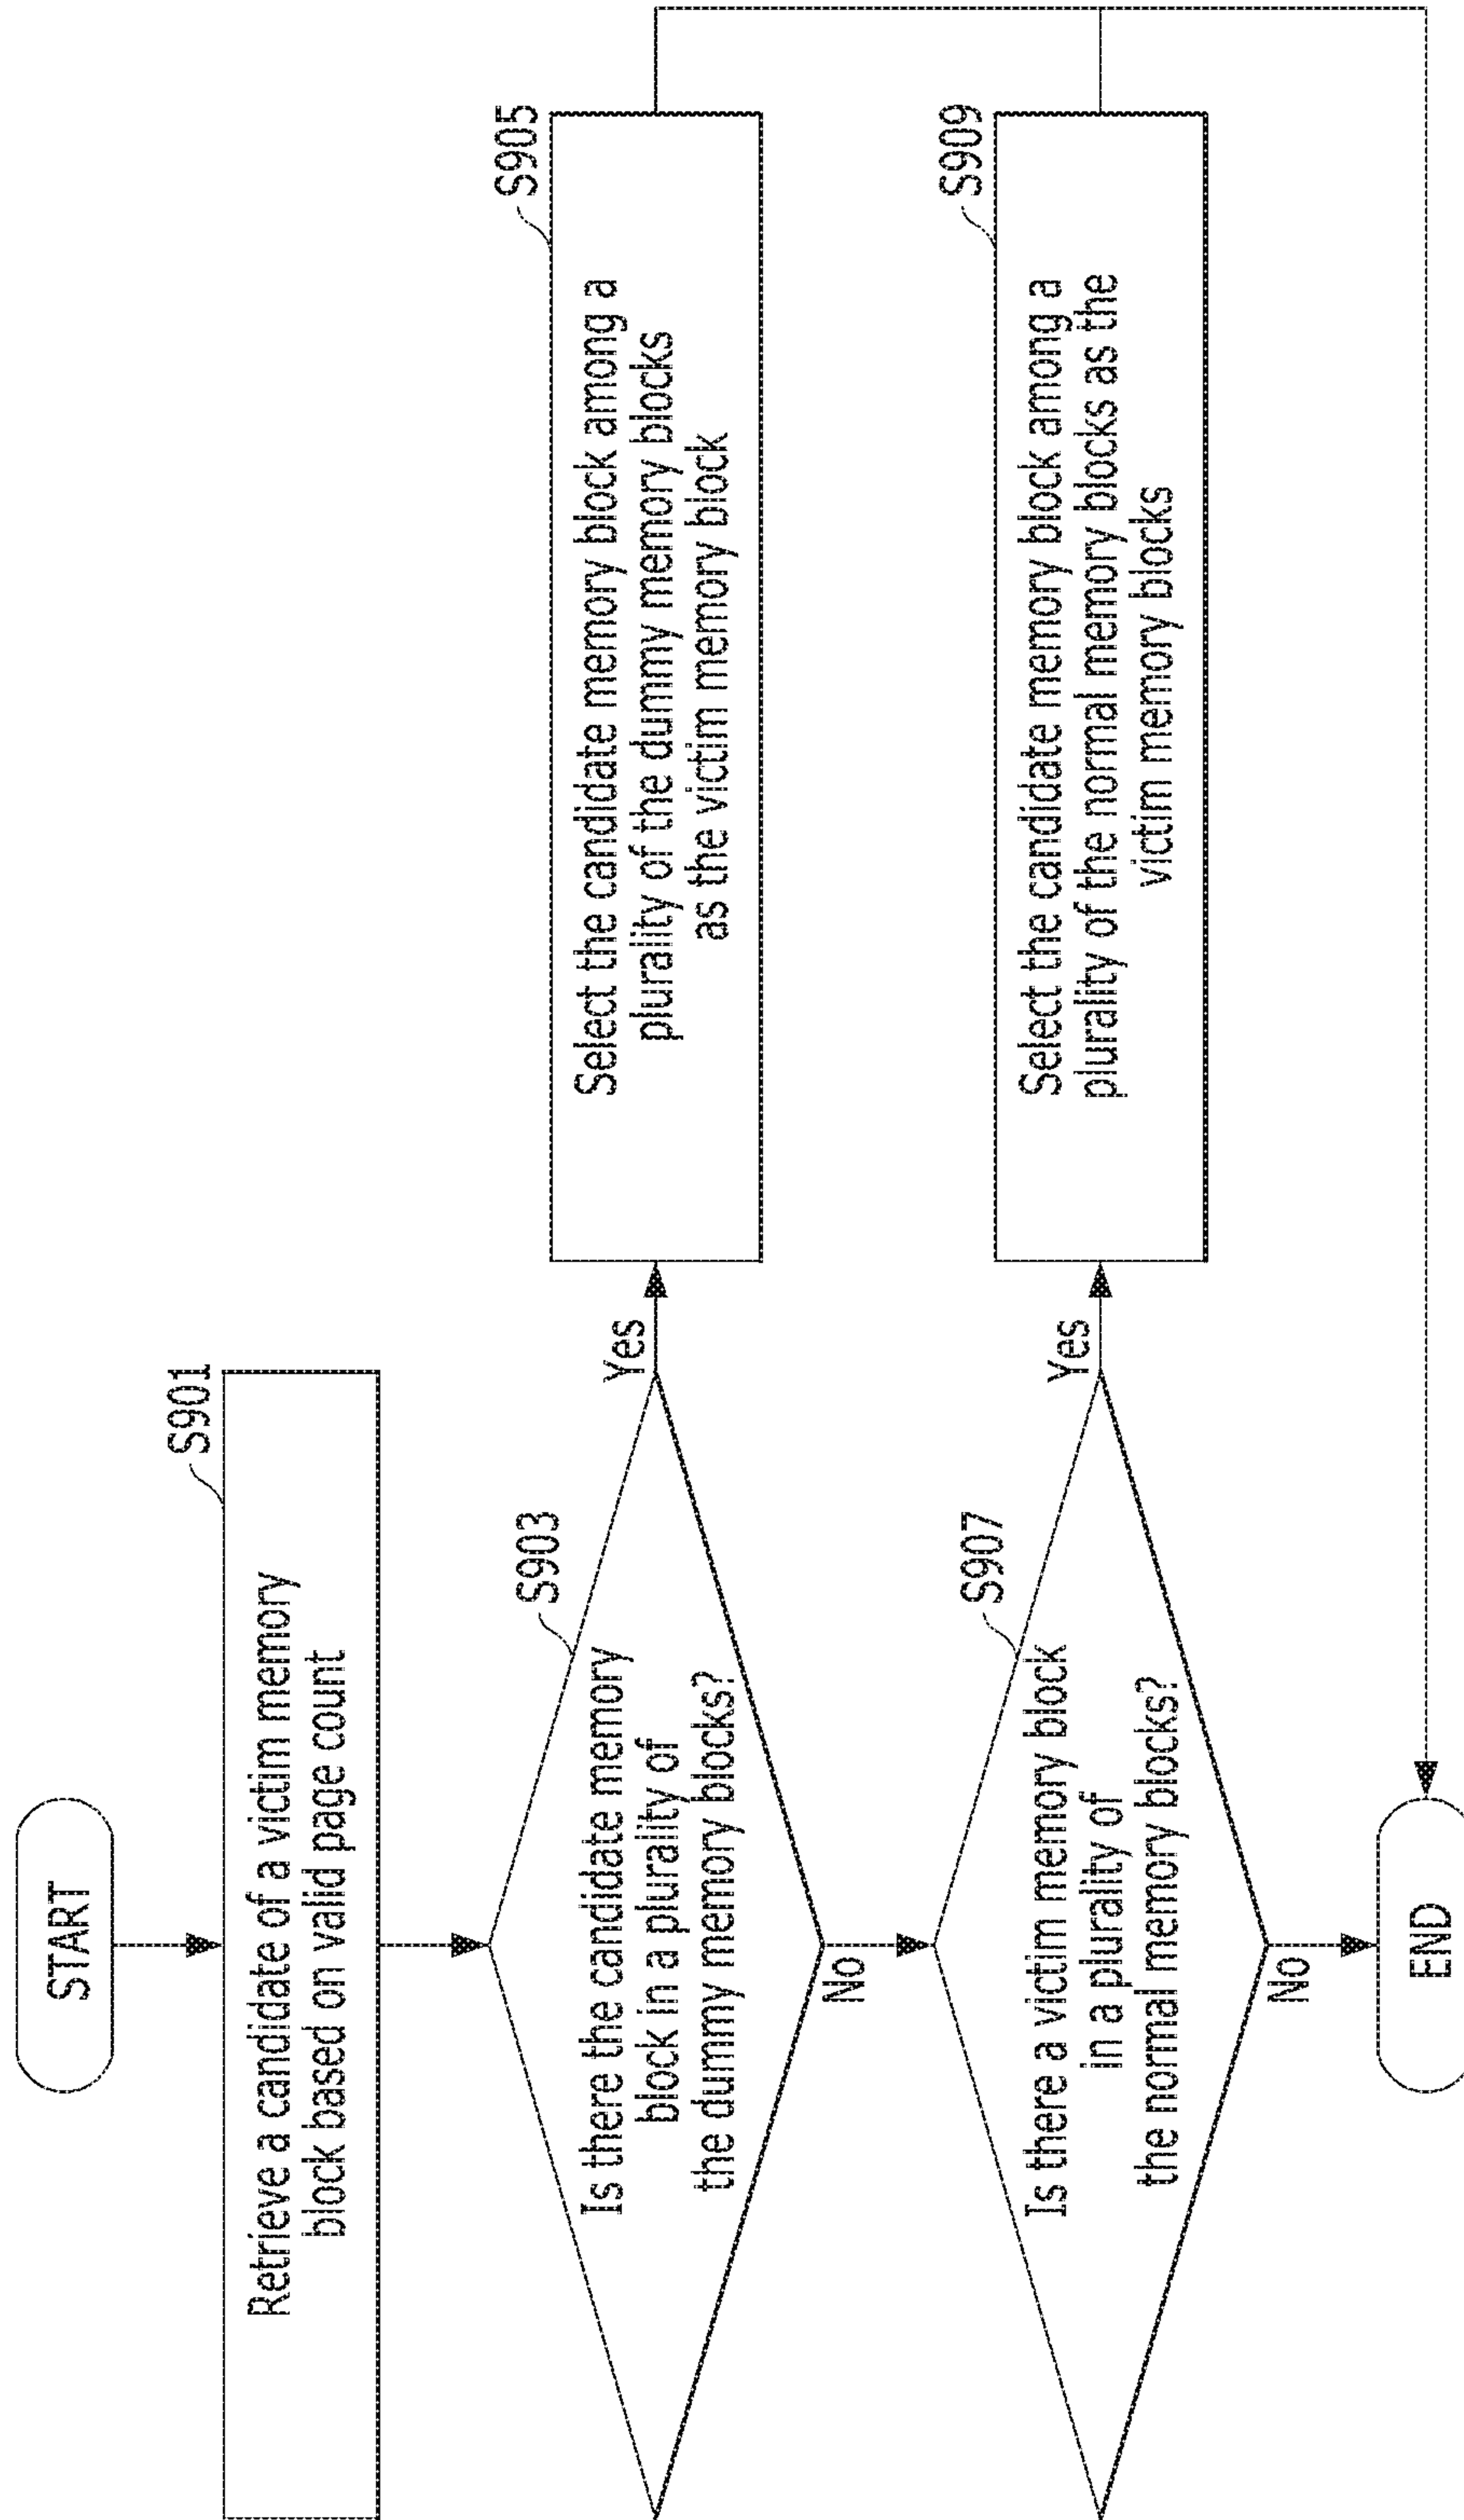 START
S901
Retrieve a candidate of a victim memory
block based on valid page count
S903
Is there the candidate memory
block in a plurality of
the dummy memory blocks?
Yes
S905
Select the candidate memory block among a
plurality of the dummy memory blocks
as the victim memory block
No
S907
Is there a victim memory block
in a plurality of
the normal memory blocks?
Yes
S909
Select the candidate memory block among a
plurality of the normal memory blocks as the
victim memory blocks
No
END